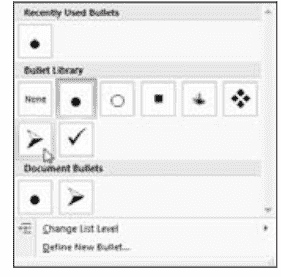 Recently Used Bullets
Bullet Library
None
Document Bullets
Change List Level
Define New Bullet...